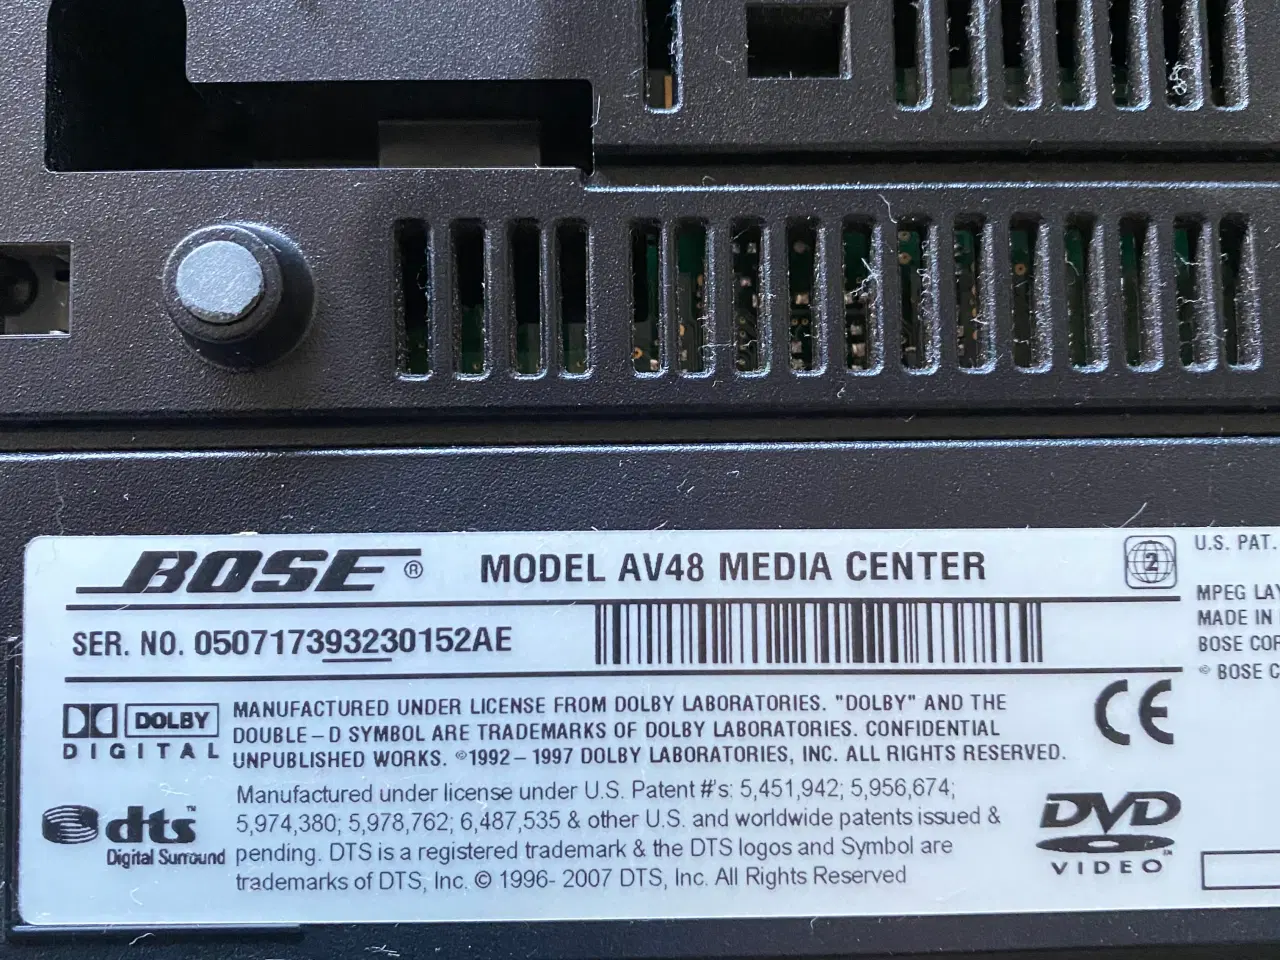 BOSE® MODEL AV48 MEDIA CENTER
SER. NO. 050717393230152AE
DOLBY
DIGITAL
MANUFACTURED UNDER LICENSE FROM DOLBY LABORATORIES. "DOLBY" AND THE
DOUBLE-D SYMBOL ARE TRADEMARKS OF DOLBY LABORATORIES. CONFIDENTIAL
UNPUBLISHED WORKS. ©1992-1997 DOLBY LABORATORIES, INC. ALL RIGHTS RESERVED.
CE
dts™
Digital Surround
Manufactured under license under U.S. Patent #'s: 5,451,942; 5,956,674;
5,974,380; 5,978,762; 6,487,535 & other U.S. and worldwide patents issued &
pending. DTS is a registered trademark & the DTS logos and Symbol are
trademarks of DTS, Inc. © 1996- 2007 DTS, Inc. All Rights Reserved
DVD
VIDEO™
2
U.S. PAT.
MPEG LAY
MADE IN
BOSE COR
© BOSE C